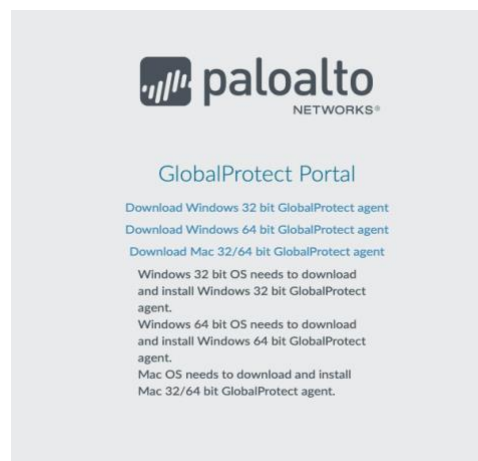 paloalto
NETWORKS®
GlobalProtect Portal
Download Windows 32 bit GlobalProtect agent
Download Windows 64 bit GlobalProtect agent
Download Mac 32/64 bit GlobalProtect agent
Windows 32 bit OS needs to download
and install Windows 32 bit GlobalProtect
agent.
Windows 64 bit OS needs to download
and install Windows 64 bit GlobalProtect
agent.
Mac OS needs to download and install
Mac 32/64 bit GlobalProtect agent.